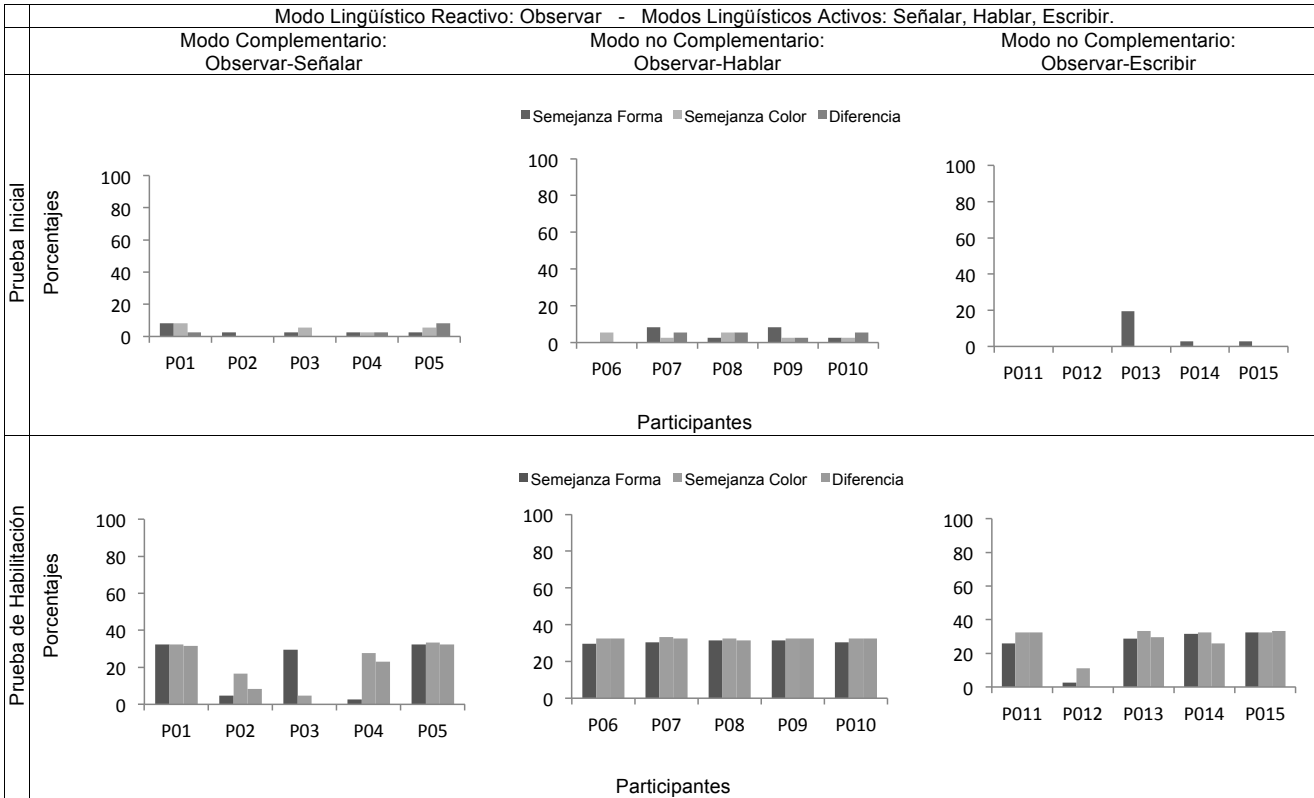 Modo Lingüístico Reactivo: Observar - Modos Lingüísticos Activos: Señalar, Hablar, Escribir.
Modo Complementario:
Observar-Señalar
Modo no Complementario:
Observar-Hablar
Modo no Complementario:
Observar-Escribir
Prueba Inicial
Porcentajes
Semejanza Forma Semejanza Color Diferencia
100
80
60
40
20
0
P01 P02 P03 P04 P05
100
80
60
40
20
0
P06 P07 P08 P09 P010
100
80
60
40
20
0
P011 P012 P013 P014 P015
Participantes
Prueba de Habilitación
Porcentajes
Semejanza Forma Semejanza Color Diferencia
100
80
60
40
20
0
P01 P02 P03 P04 P05
100
80
60
40
20
0
P06 P07 P08 P09 P010
100
80
60
40
20
0
P011 P012 P013 P014 P015
Participantes